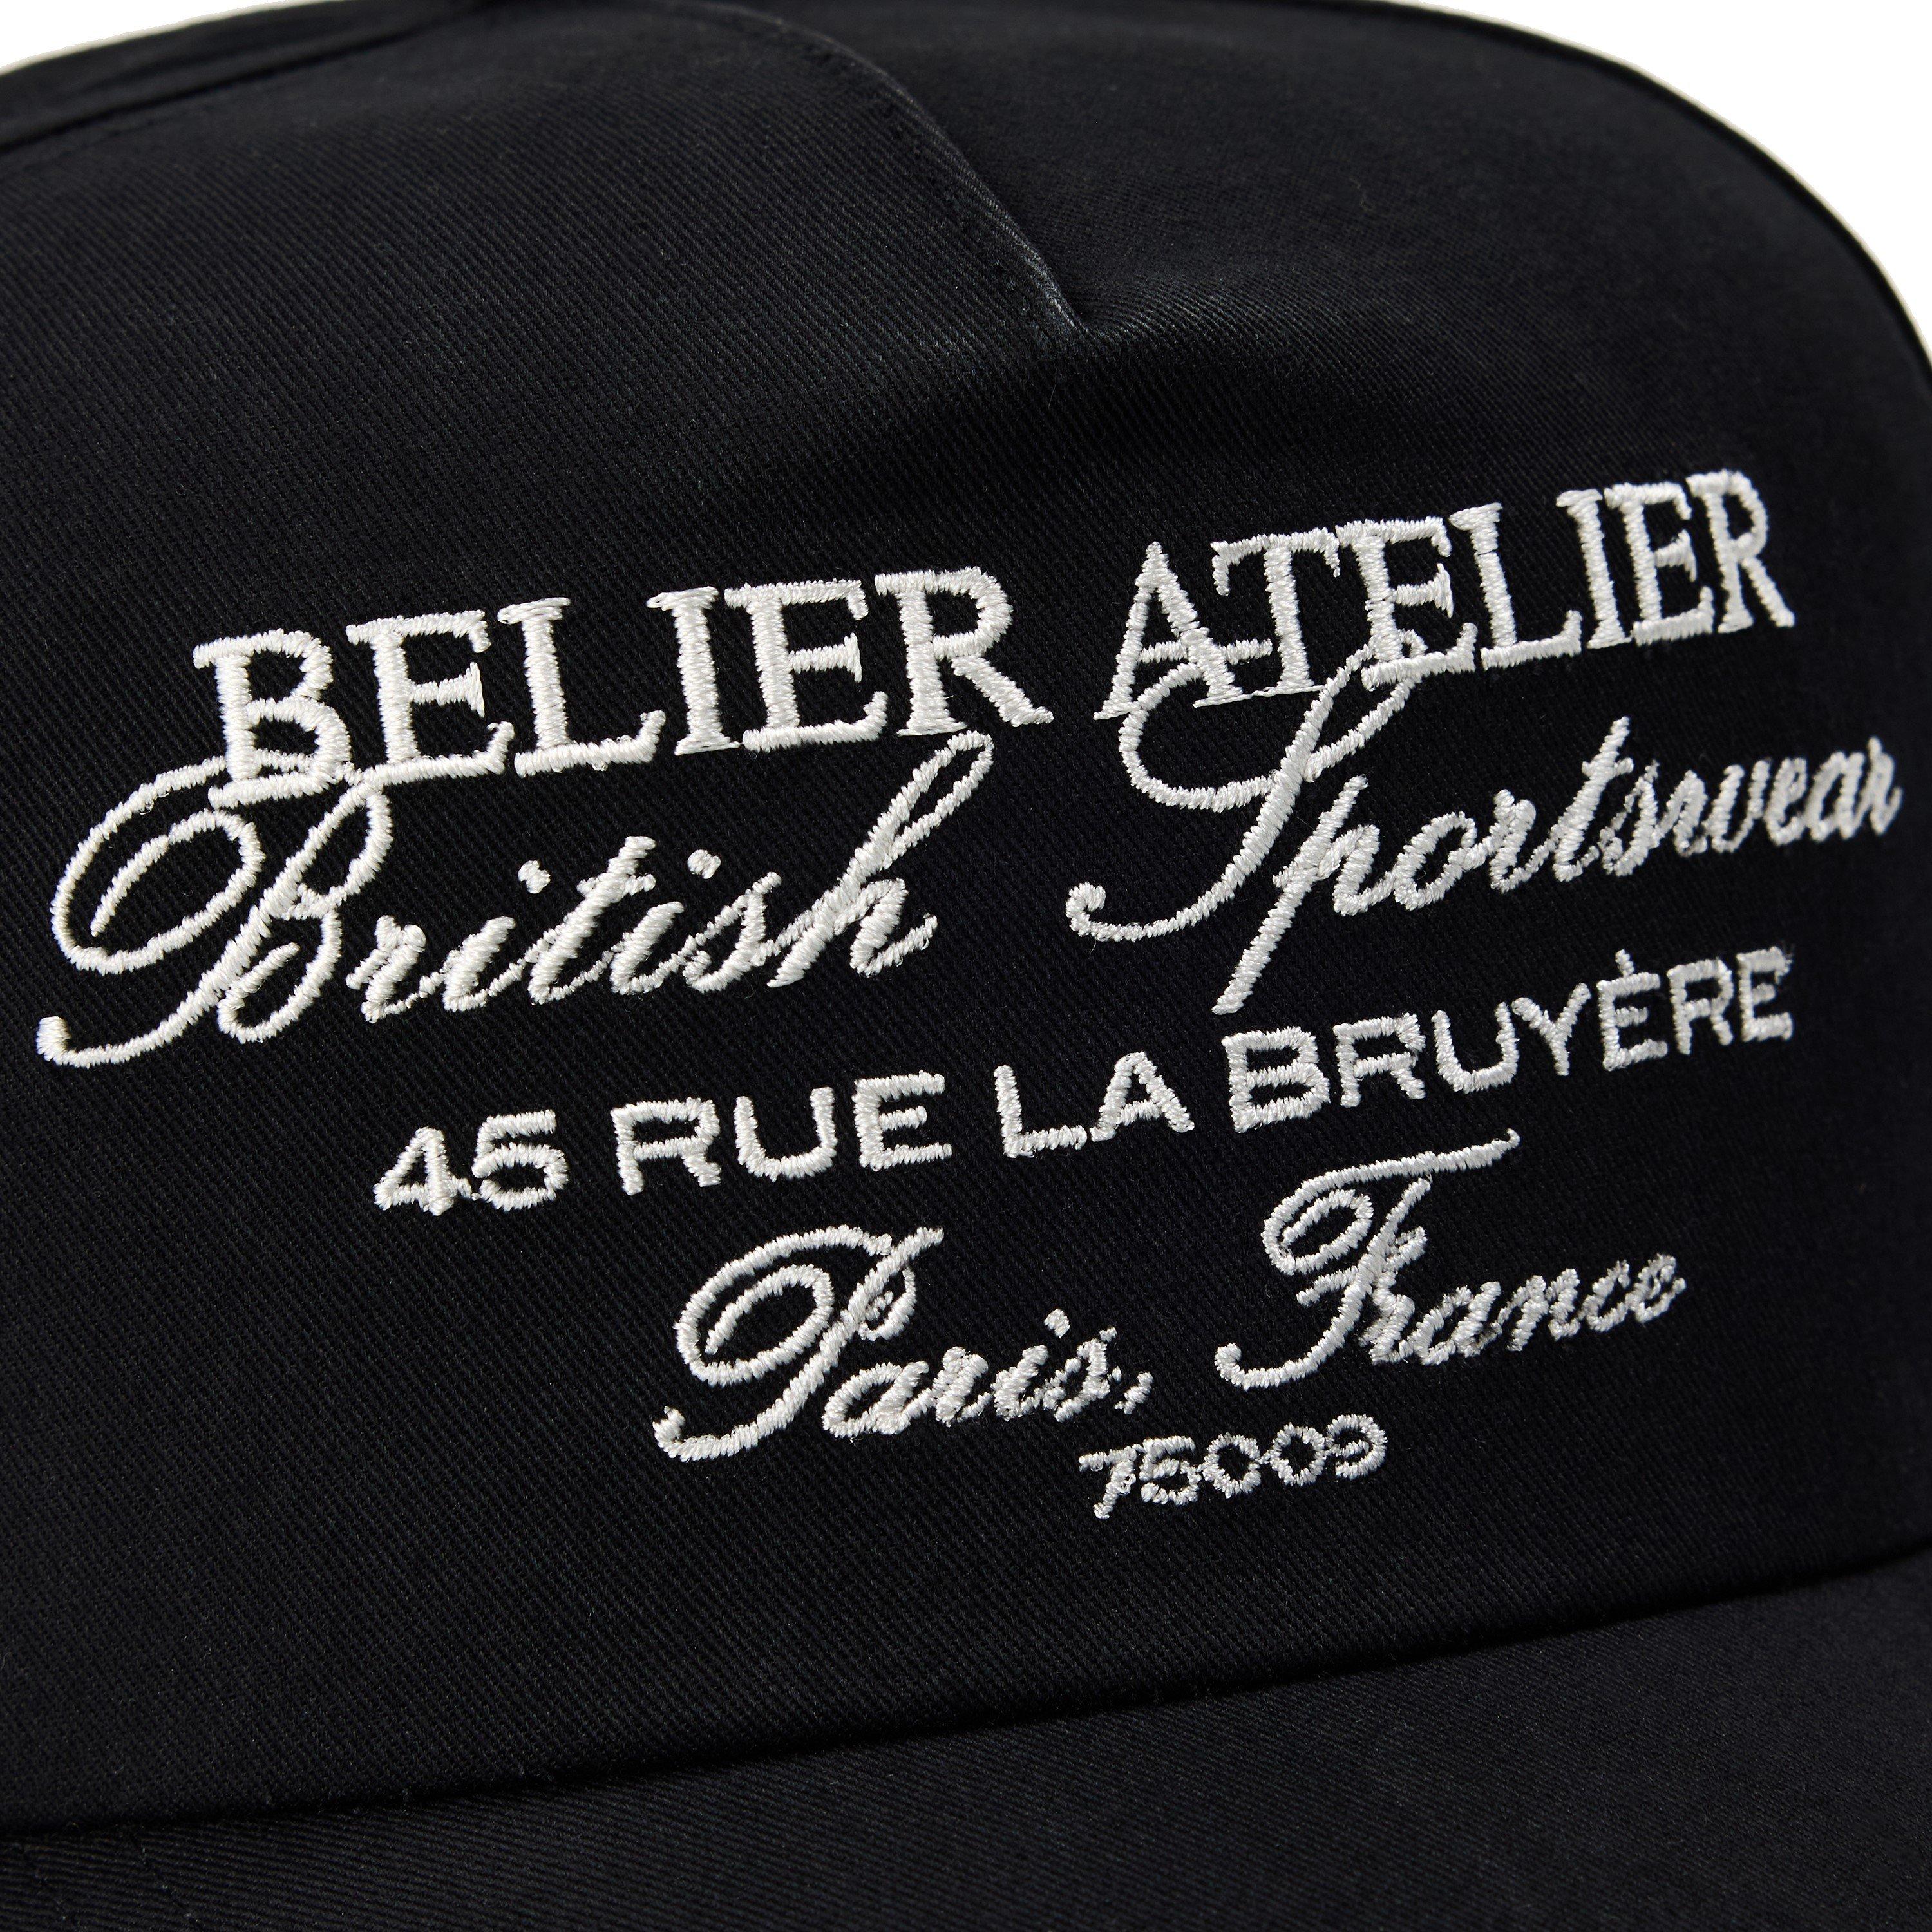 BELIER ATELIER
British Sportswear
45 RUE LA BRUYÈRE
Paris, France
75009